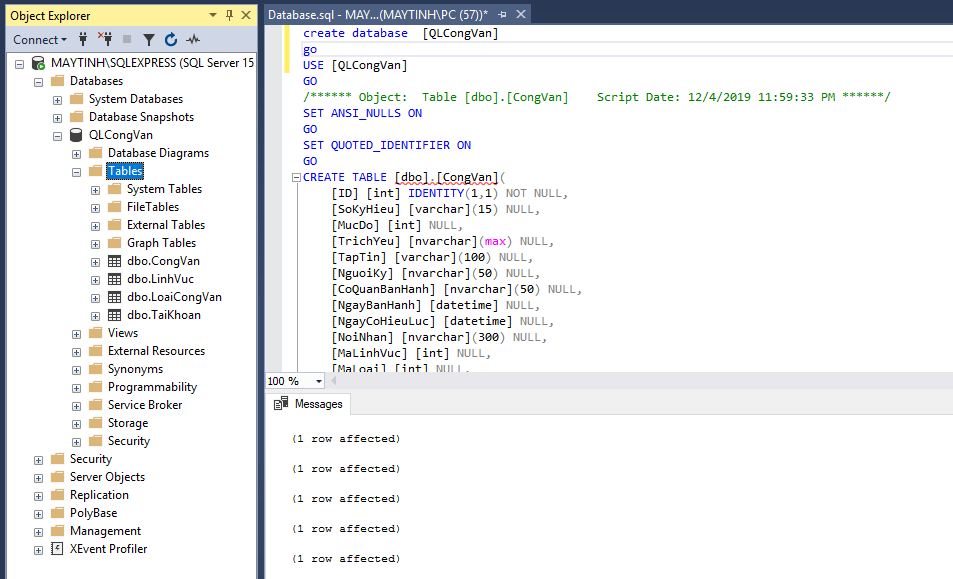 Object Explorer
Connect
MAYTINH\SQLEXPRESS (SQL Server 15
Databases
System Databases
Database Snapshots
QLCongVan
Database Diagrams
Tables
System Tables
FileTables
External Tables
Graph Tables
dbo.CongVan
dbo.LinhVuc
dbo.LoaiCongVan
dbo.TaiKhoan
Views
External Resources
Synonyms
Programmability
Service Broker
Storage
Security
Security
Server Objects
Replication
PolyBase
Management
XEvent Profiler
Database.sql - MAY...(MAYTINH\PC (57))*
create database  [QLCongVan]
go
USE [QLCongVan]
GO
/****** Object:  Table [dbo].[CongVan]    Script Date: 12/4/2019 11:59:33 PM ******/
SET ANSI_NULLS ON
GO
SET QUOTED_IDENTIFIER ON
GO
CREATE TABLE [dbo].[CongVan](
[ID] [int] IDENTITY(1,1) NOT NULL,
[SoKyHieu] [varchar](15) NULL,
[MucDo] [int] NULL,
[TrichYeu] [nvarchar](max) NULL,
[TapTin] [varchar](100) NULL,
[NguoiKy] [nvarchar](50) NULL,
[CoQuanBanHanh] [nvarchar](50) NULL,
[NgayBanHanh] [datetime] NULL,
[NgayCoHieuLuc] [datetime] NULL,
[NoiNhan] [nvarchar](300) NULL,
[MaLinhVuc] [int] NULL,
[MaLoai] [int] NULL,
100 %
Messages
(1 row affected)
(1 row affected)
(1 row affected)
(1 row affected)
(1 row affected)